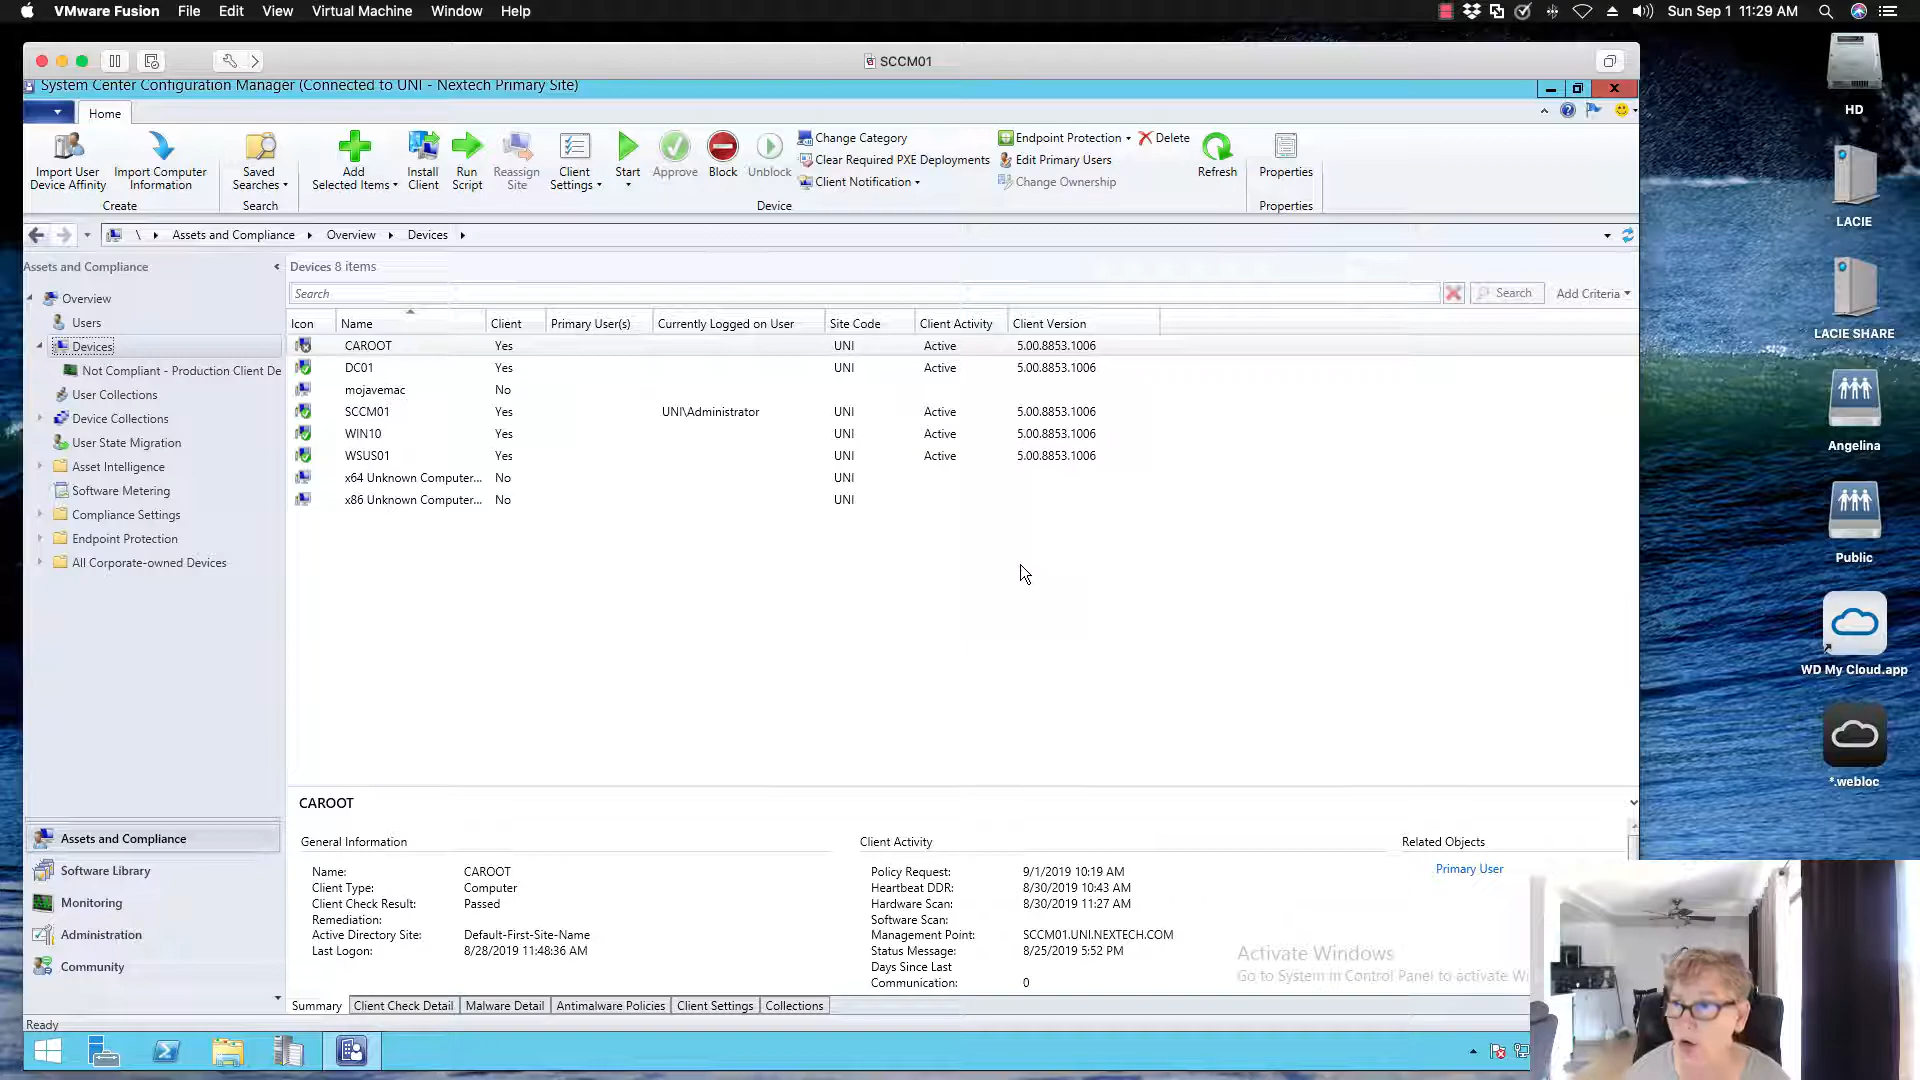 VMware Fusion File Edit View Virtual Machine Window Help Sun Sep 1 11:29 AM
SCCM01
System Center Configuration Manager (Connected to UNI - Nextech Primary Site)
Home
Import User Device Affinity
Import Computer Information
Create
Saved Searches
Search
Add Selected Items
Install Client
Run Script
Reassign Site
Client Settings
Start
Approve
Block
Unblock
Change Category
Clear Required PXE Deployments
Client Notification
Endpoint Protection
Edit Primary Users
Change Ownership
Delete
Refresh
Device
Properties
Properties
\ Assets and Compliance Overview Devices
Assets and Compliance
Overview
Users
Devices
Not Compliant - Production Client De
User Collections
Device Collections
User State Migration
Asset Intelligence
Software Metering
Compliance Settings
Endpoint Protection
All Corporate-owned Devices
Assets and Compliance
Software Library
Monitoring
Administration
Community
Devices 8 items
Search Search Add Criteria
Icon Name Client Primary User(s) Currently Logged on User Site Code Client Activity Client Version
CAROOT Yes UNI Active 5.00.8853.1006
DC01 Yes UNI Active 5.00.8853.1006
mojavemac No
SCCM01 Yes UNI\Administrator UNI Active 5.00.8853.1006
WIN10 Yes UNI Active 5.00.8853.1006
WSUS01 Yes UNI Active 5.00.8853.1006
x64 Unknown Computer... No UNI
x86 Unknown Computer... No UNI
CAROOT
General Information
Name: CAROOT
Client Type: Computer
Client Check Result: Passed
Remediation:
Active Directory Site: Default-First-Site-Name
Last Logon: 8/28/2019 11:48:36 AM
Client Activity
Policy Request: 9/1/2019 10:19 AM
Heartbeat DDR: 8/30/2019 10:43 AM
Hardware Scan: 8/30/2019 11:27 AM
Software Scan:
Management Point: SCCM01.UNI.NEXTECH.COM
Status Message: 8/25/2019 5:52 PM
Days Since Last
Communication: 0
Related Objects
Primary User
Activate Windows
Go to System in Control Panel to activate Wi
Summary Client Check Detail Malware Detail Antimalware Policies Client Settings Collections
Ready
HD
LACIE
LACIE SHARE
Angelina
Public
WD My Cloud.app
*.webloc